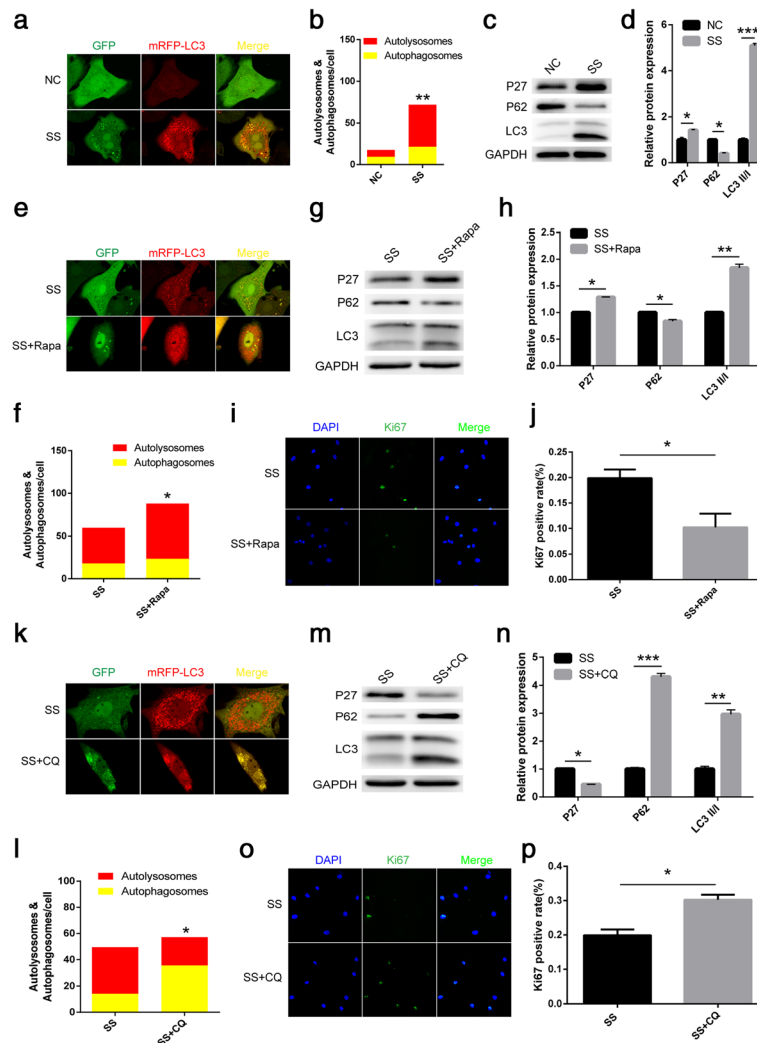 a
GFP mRFP-LC3 Merge
NC
SS
b
Autolysosomes &
Autophagosomes/cell
Autolysosomes
Autophagosomes
150
100
50
0
**
NC SS
c
NC SS
P27
P62
LC3
GAPDH
d
Relative protein expression
NC
SS
6
4
2
0
* * ***
P27 P62 LC3 II/I
e
GFP mRFP-LC3 Merge
SS
SS+Rapa
g
SS SS+Rapa
P27
P62
LC3
GAPDH
h
Relative protein expression
SS
SS+Rapa
2.5
2.0
1.5
1.0
0.5
0.0
* * **
P27 P62 LC3 II/I
f
Autolysosomes &
Autophagosomes/cell
Autolysosomes
Autophagosomes
150
100
50
0
*
SS SS+Rapa
i
DAPI Ki67 Merge
SS
SS+Rapa
j
Ki67 positive rate(%)
0.25
0.20
0.15
0.10
0.05
0.00
*
SS SS+Rapa
k
GFP mRFP-LC3 Merge
SS
SS+CQ
m
SS SS+CQ
P27
P62
LC3
GAPDH
n
Relative protein expression
SS
SS+CQ
5
4
3
2
1
0
* *** **
P27 P62 LC3 II/I
l
Autolysosomes &
Autophagosomes/cell
Autolysosomes
Autophagosomes
100
80
60
40
20
0
*
SS SS+CQ
o
DAPI Ki67 Merge
SS
SS+CQ
p
Ki67 positive rate(%)
0.4
0.3
0.2
0.1
0.0
*
SS SS+CQ